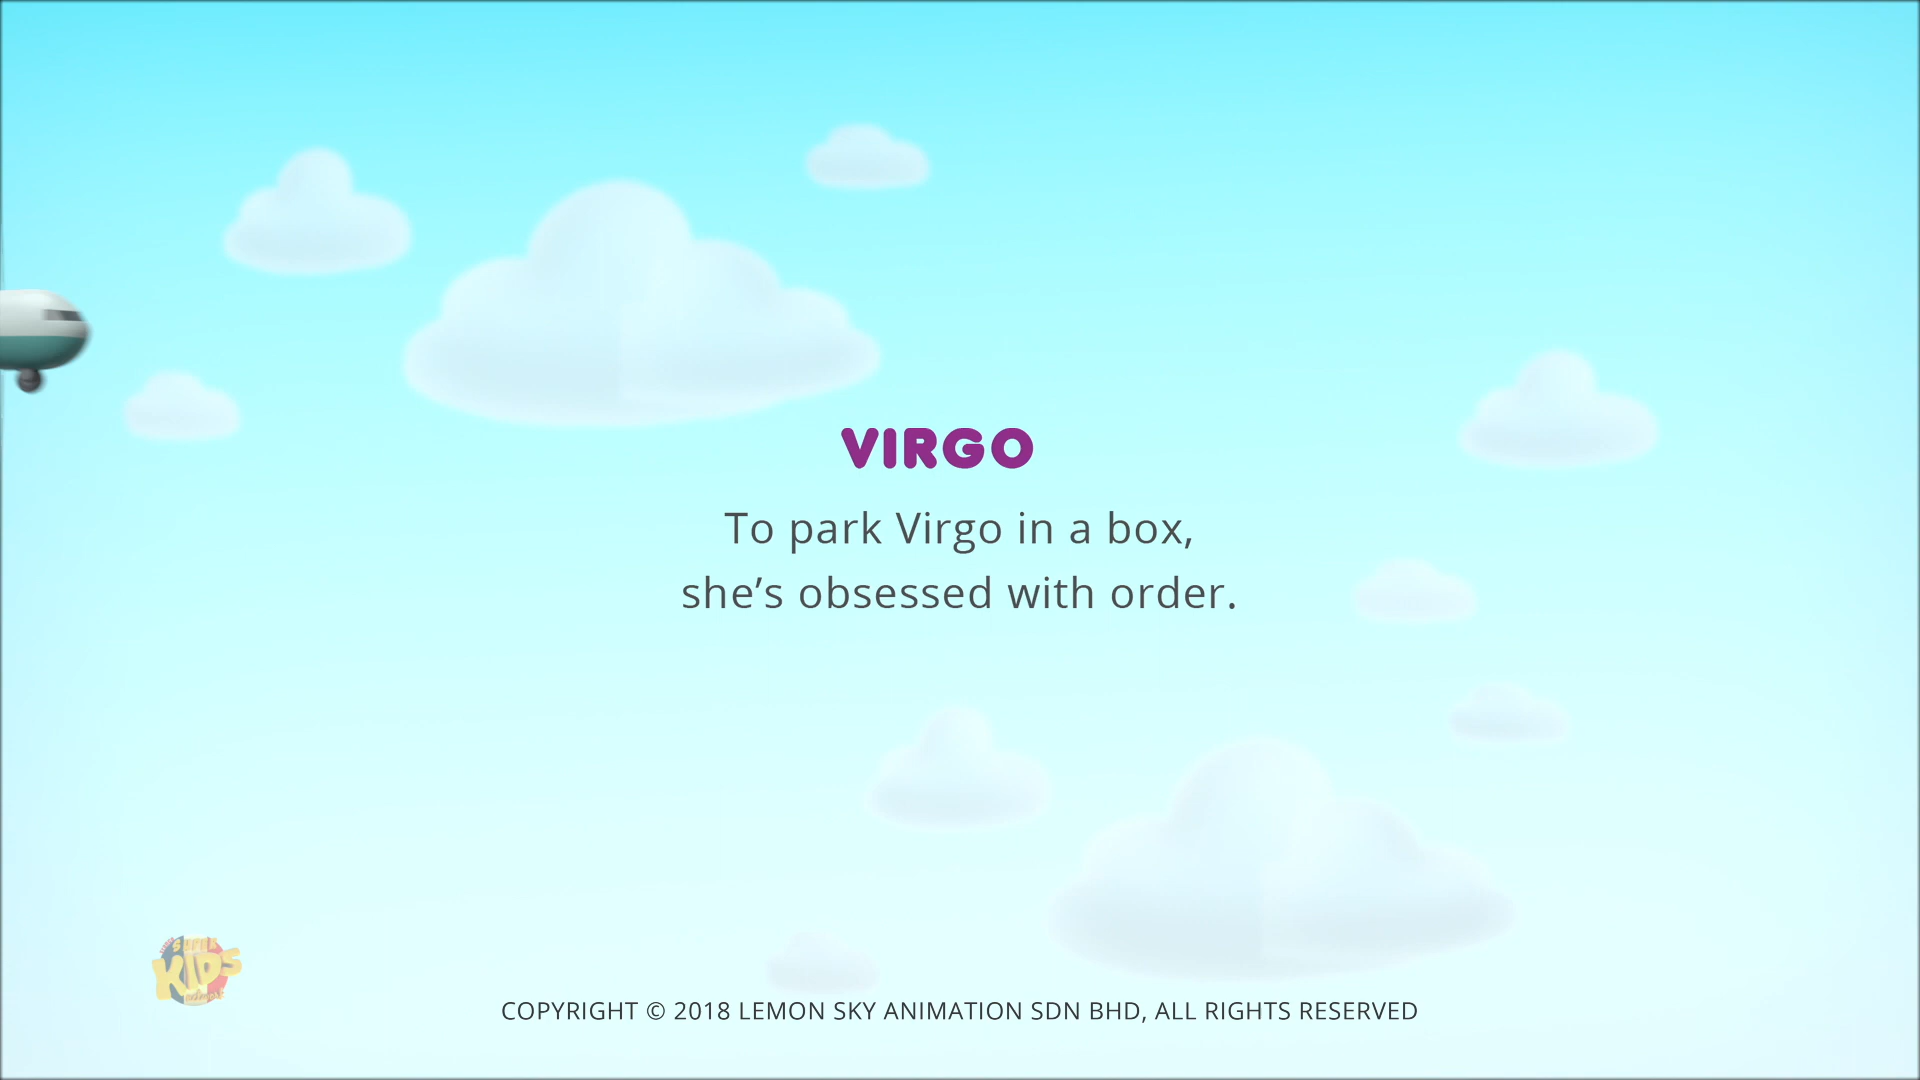 VIRGO
To park Virgo in a box,
she’s obsessed with order.
SUPER
KIDS
COPYRIGHT © 2018 LEMON SKY ANIMATION SDN BHD, ALL RIGHTS RESERVED